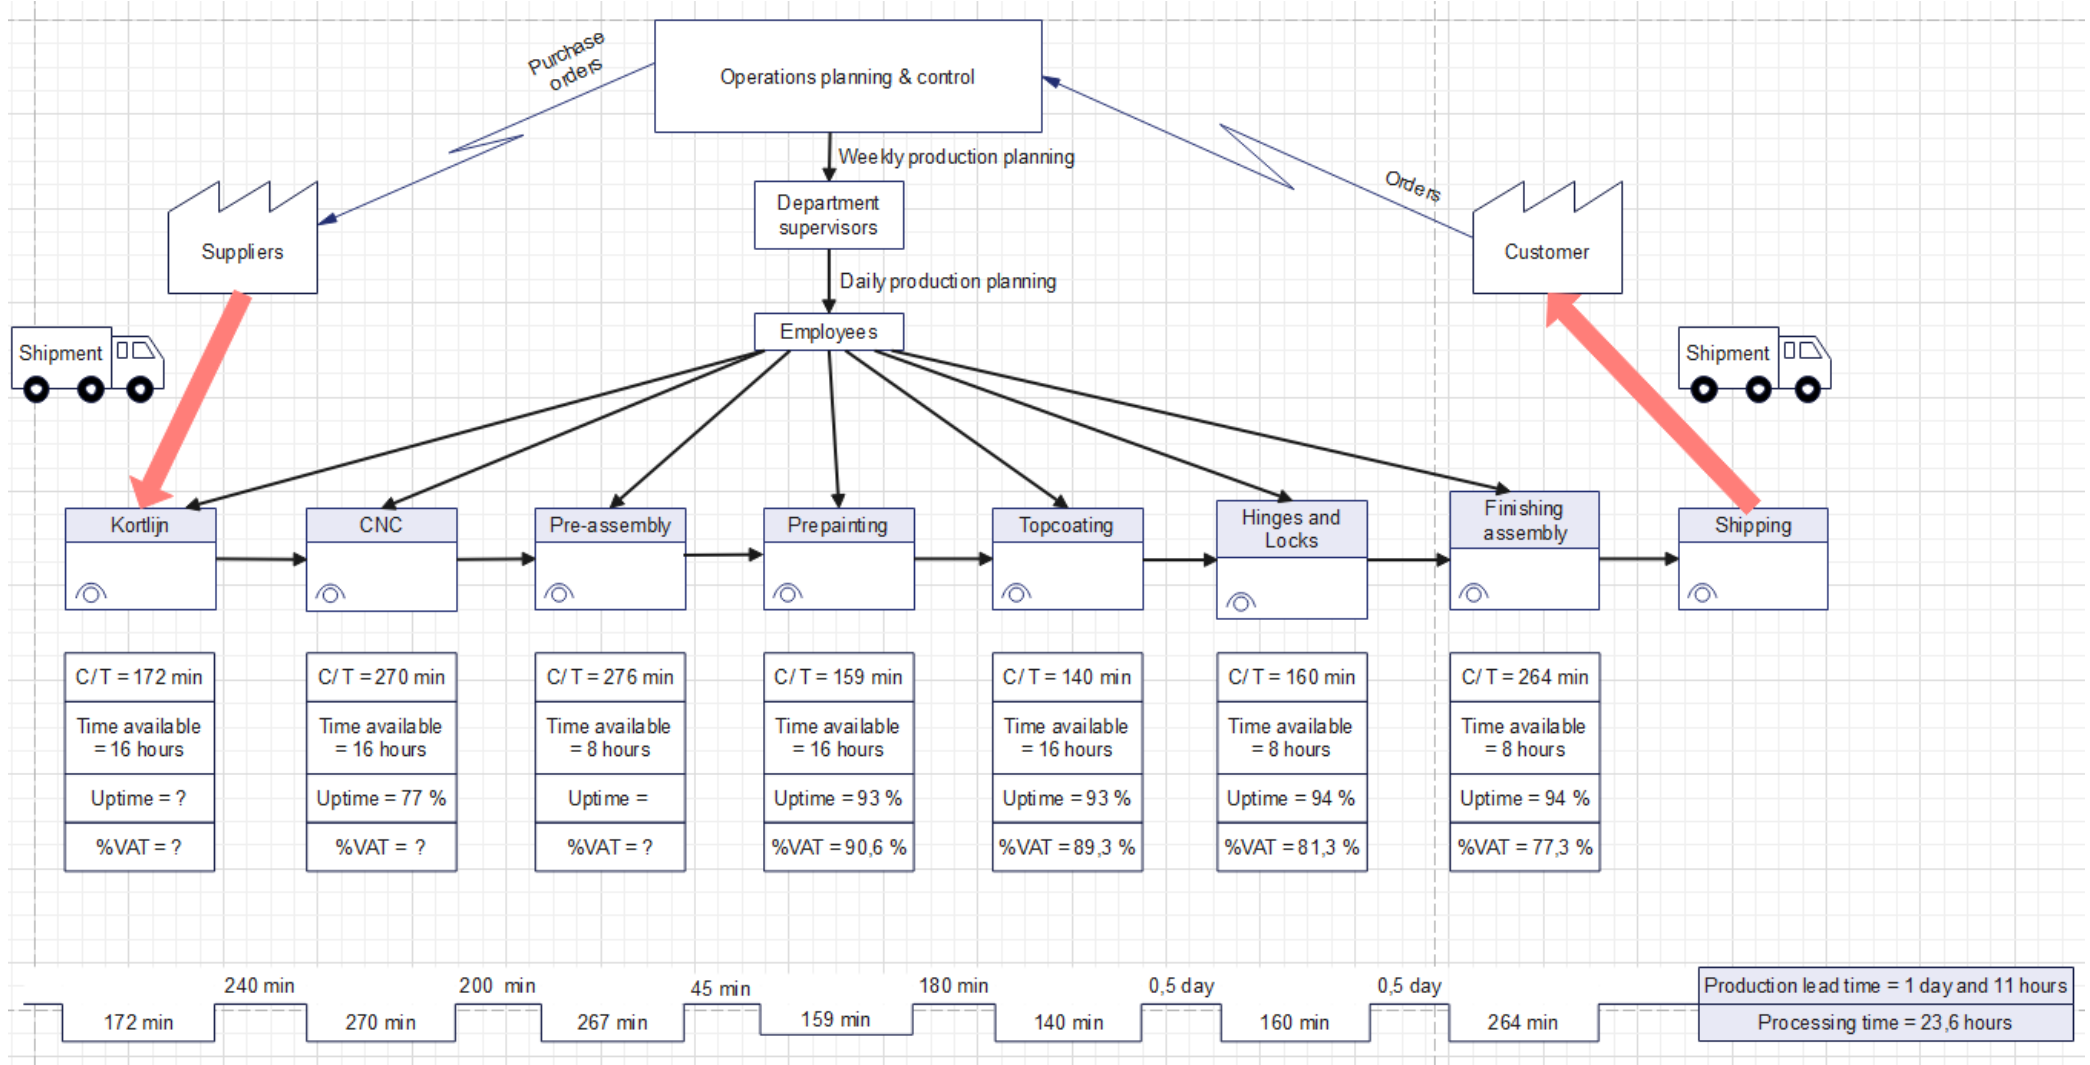 Purchase
orders
Operations planning & control
Weekly production planning
Orders
Department
supervisors
Suppliers
Customer
Daily production planning
Employees
Shipment
Shipment
Kortlijn
CNC
Pre-assembly
Prepainting
Topcoating
Hinges and
Locks
Finishing
assembly
Shipping
C/T = 172 min
Time available
= 16 hours
Uptime = ?
%VAT = ?
C/T = 270 min
Time available
= 16 hours
Uptime = 77 %
%VAT = ?
C/T = 276 min
Time available
= 8 hours
Uptime =
%VAT = ?
C/T = 159 min
Time available
= 16 hours
Uptime = 93 %
%VAT = 90,6 %
C/T = 140 min
Time available
= 16 hours
Uptime = 93 %
%VAT = 89,3 %
C/T = 160 min
Time available
= 8 hours
Uptime = 94 %
%VAT = 81,3 %
C/T = 264 min
Time available
= 8 hours
Uptime = 94 %
%VAT = 77,3 %
240 min
200 min
45 min
180 min
0,5 day
0,5 day
172 min
270 min
267 min
159 min
140 min
160 min
264 min
Production lead time = 1 day and 11 hours
Processing time = 23,6 hours